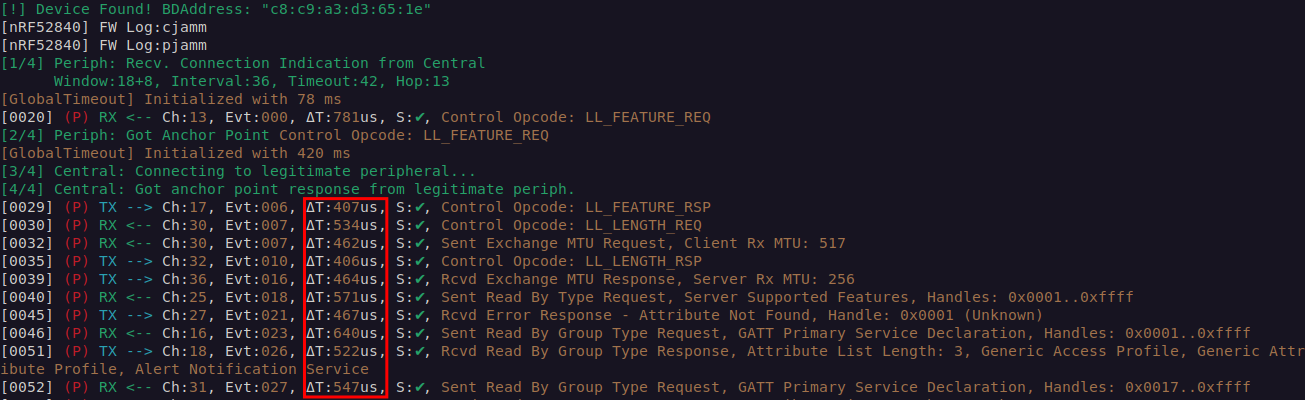 [!] Device Found! BDAddress: "c8:c9:a3:d3:65:1e"
[nRF52840] FW Log:cjamm
[nRF52840] FW Log:pjamm
[1/4] Periph: Recv. Connection Indication from Central
Window:18+8, Interval:36, Timeout:42, Hop:13
[GlobalTimeout] Initialized with 78 ms
[0020] (P) RX <-- Ch:13, Evt:000, ΔT:781us, S:✔, Control Opcode: LL_FEATURE_REQ
[2/4] Periph: Got Anchor Point Control Opcode: LL_FEATURE_REQ
[GlobalTimeout] Initialized with 420 ms
[3/4] Central: Connecting to legitimate peripheral...
[4/4] Central: Got anchor point response from legitimate periph.
[0029] (P) TX --> Ch:17, Evt:006, ΔT:407us, S:✔, Control Opcode: LL_FEATURE_RSP
[0030] (P) RX <-- Ch:30, Evt:007, ΔT:534us, S:✔, Control Opcode: LL_LENGTH_REQ
[0032] (P) RX <-- Ch:30, Evt:007, ΔT:462us, S:✔, Sent Exchange MTU Request, Client Rx MTU: 517
[0035] (P) TX --> Ch:32, Evt:010, ΔT:406us, S:✔, Control Opcode: LL_LENGTH_RSP
[0039] (P) TX --> Ch:36, Evt:016, ΔT:464us, S:✔, Rcvd Exchange MTU Response, Server Rx MTU: 256
[0040] (P) RX <-- Ch:25, Evt:018, ΔT:571us, S:✔, Sent Read By Type Request, Server Supported Features, Handles: 0x0001..0xffff
[0045] (P) TX --> Ch:27, Evt:021, ΔT:467us, S:✔, Rcvd Error Response - Attribute Not Found, Handle: 0x0001 (Unknown)
[0046] (P) RX <-- Ch:16, Evt:023, ΔT:640us, S:✔, Sent Read By Group Type Request, GATT Primary Service Declaration, Handles: 0x0001..0xffff
[0051] (P) TX --> Ch:18, Evt:026, ΔT:522us, S:✔, Rcvd Read By Group Type Response, Attribute List Length: 3, Generic Access Profile, Generic Attr
ibute Profile, Alert Notification Service
[0052] (P) RX <-- Ch:31, Evt:027, ΔT:547us, S:✔, Sent Read By Group Type Request, GATT Primary Service Declaration, Handles: 0x0017..0xffff